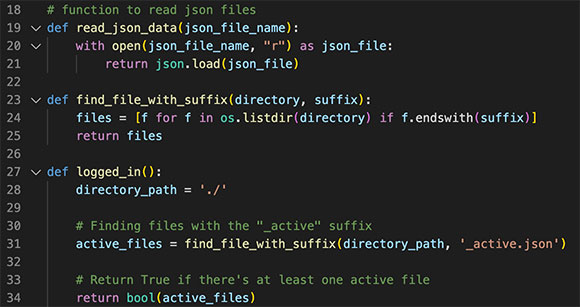 18 # function to read json files
19 def read_json_data(json_file_name):
20     with open(json_file_name, "r") as json_file:
21         return json.load(json_file)
22
23 def find_file_with_suffix(directory, suffix):
24     files = [f for f in os.listdir(directory) if f.endswith(suffix)]
25     return files
26
27 def logged_in():
28     directory_path = './'
29
30     # Finding files with the "_active" suffix
31     active_files = find_file_with_suffix(directory_path, '_active.json')
32
33     # Return True if there's at least one active file
34     return bool(active_files)